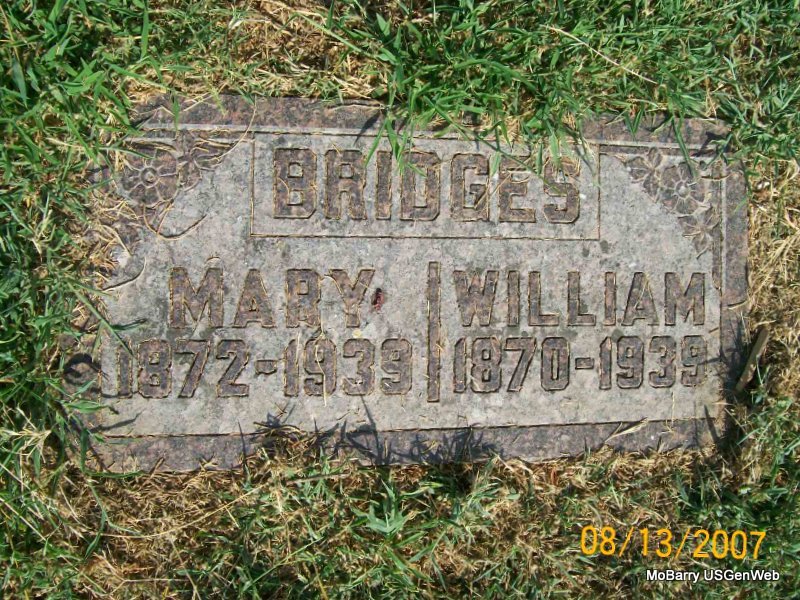 BRIDGES
MARY
1872-1939
WILLIAM
1870-1939
08/13/2007
MoBarry USGenWeb